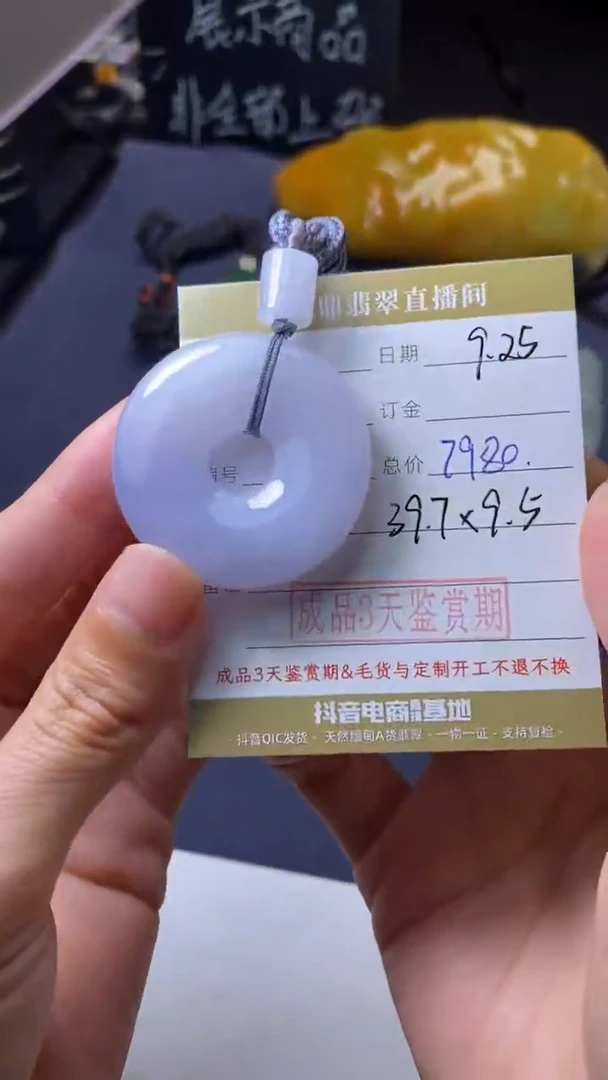 展示商品
非全部上
翡翠直播间
日期 9.25
订金
总价 7980.
号
39.7×9.5
成品3天鉴赏期
成品3天鉴赏期&毛货与定制开工不退不换
抖音电商 基地
- 抖音QIC发货 - 天然缅甸A货翡翠 - 一物一证 - 支持复检 -